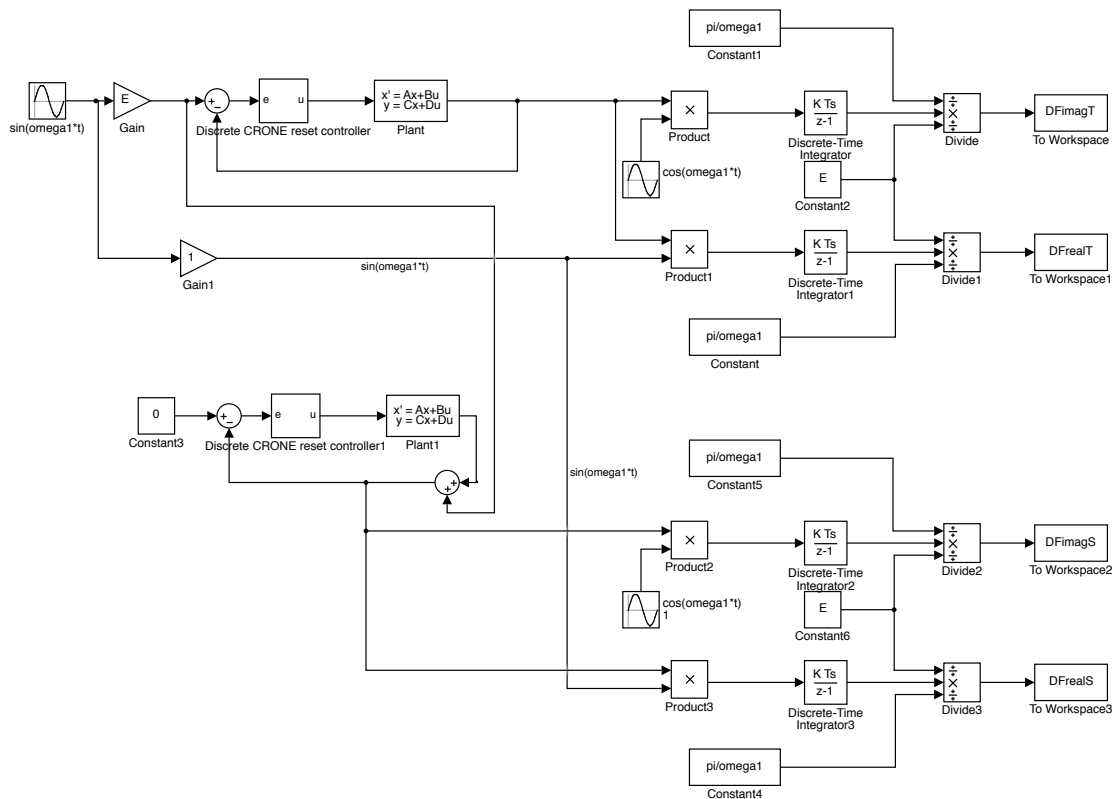 pi/omega1
Constant1
sin(omega1*t)
E
Gain
+
−
e
u
Discrete CRONE reset controller
x' = Ax+Bu
y = Cx+Du
Plant
×
Product
cos(omega1*t)
K Ts
z-1
Discrete-Time
Integrator
÷
×
÷
Divide
DFimagT
To Workspace
E
Constant2
1
Gain1
sin(omega1*t)
×
Product1
K Ts
z-1
Discrete-Time
Integrator1
÷
×
÷
Divide1
DFrealT
To Workspace1
pi/omega1
Constant
0
Constant3
+
−
e
u
Discrete CRONE reset controller1
x' = Ax+Bu
y = Cx+Du
Plant1
+
+
sin(omega1*t)
pi/omega1
Constant5
×
Product2
cos(omega1*t)
1
K Ts
z-1
Discrete-Time
Integrator2
÷
×
÷
Divide2
DFimagS
To Workspace2
E
Constant6
×
Product3
K Ts
z-1
Discrete-Time
Integrator3
÷
×
÷
Divide3
DFrealS
To Workspace3
pi/omega1
Constant4